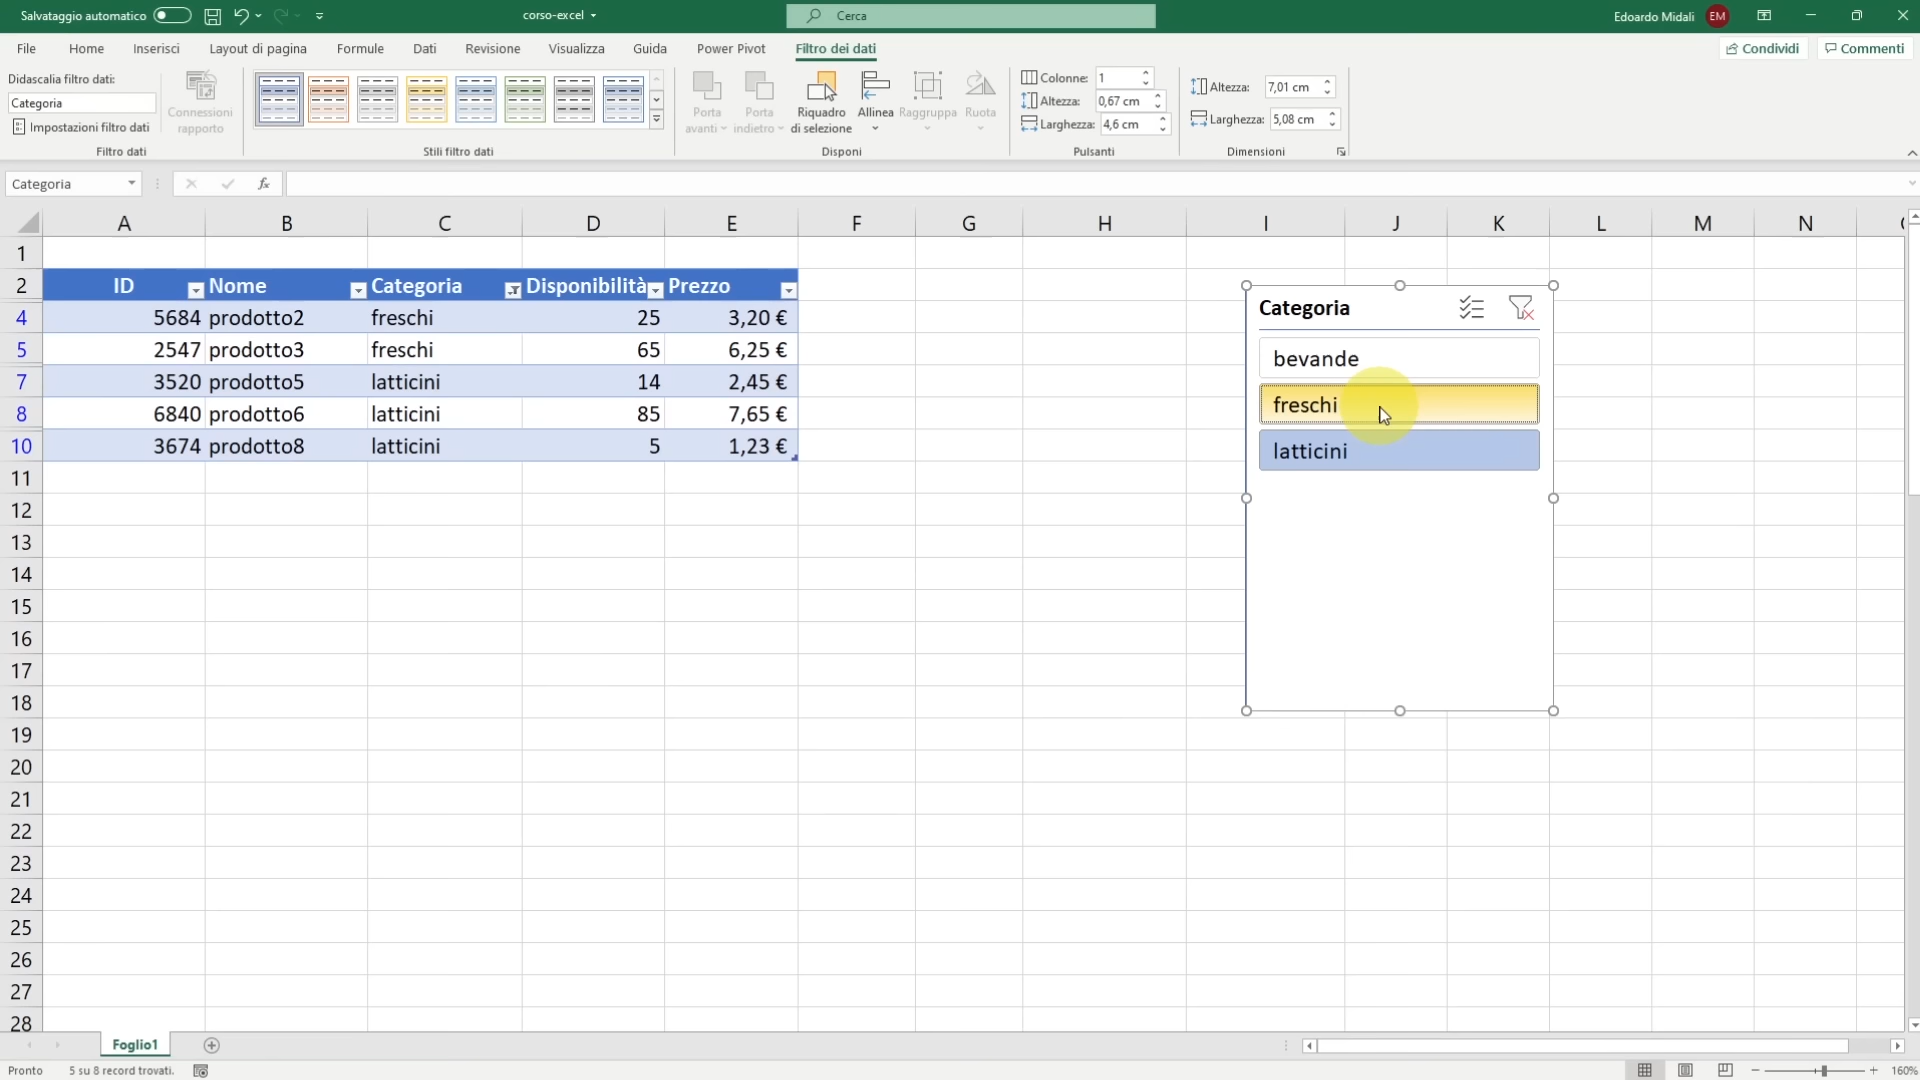 Salvataggio automatico
corso-excel
Cerca
Edoardo Midali EM
File Home Inserisci Layout di pagina Formule Dati Revisione Visualizza Guida Power Pivot Filtro dei dati
Condividi Commenti
Didascalia filtro dati:
Categoria
Impostazioni filtro dati
Connessioni
rapporto
Filtro dati
Stili filtro dati
Porta
avanti
Porta
indietro
Riquadro
di selezione
Allinea
Raggruppa
Ruota
Disponi
Colonne: 1
Altezza: 0,67 cm
Larghezza: 4,6 cm
Pulsanti
Altezza: 7,01 cm
Larghezza: 5,08 cm
Dimensioni
Categoria fx
A B C D E F G H I J K L M N
1
2 ID Nome Categoria Disponibilità Prezzo
4 5684 prodotto2 freschi 25 3,20 €
5 2547 prodotto3 freschi 65 6,25 €
7 3520 prodotto5 latticini 14 2,45 €
8 6840 prodotto6 latticini 85 7,65 €
10 3674 prodotto8 latticini 5 1,23 €
11
12
13
14
15
16
17
18
19
20
21
22
23
24
25
26
27
28
Categoria
bevande
freschi
latticini
Foglio1
Pronto 5 su 8 record trovati. 160%